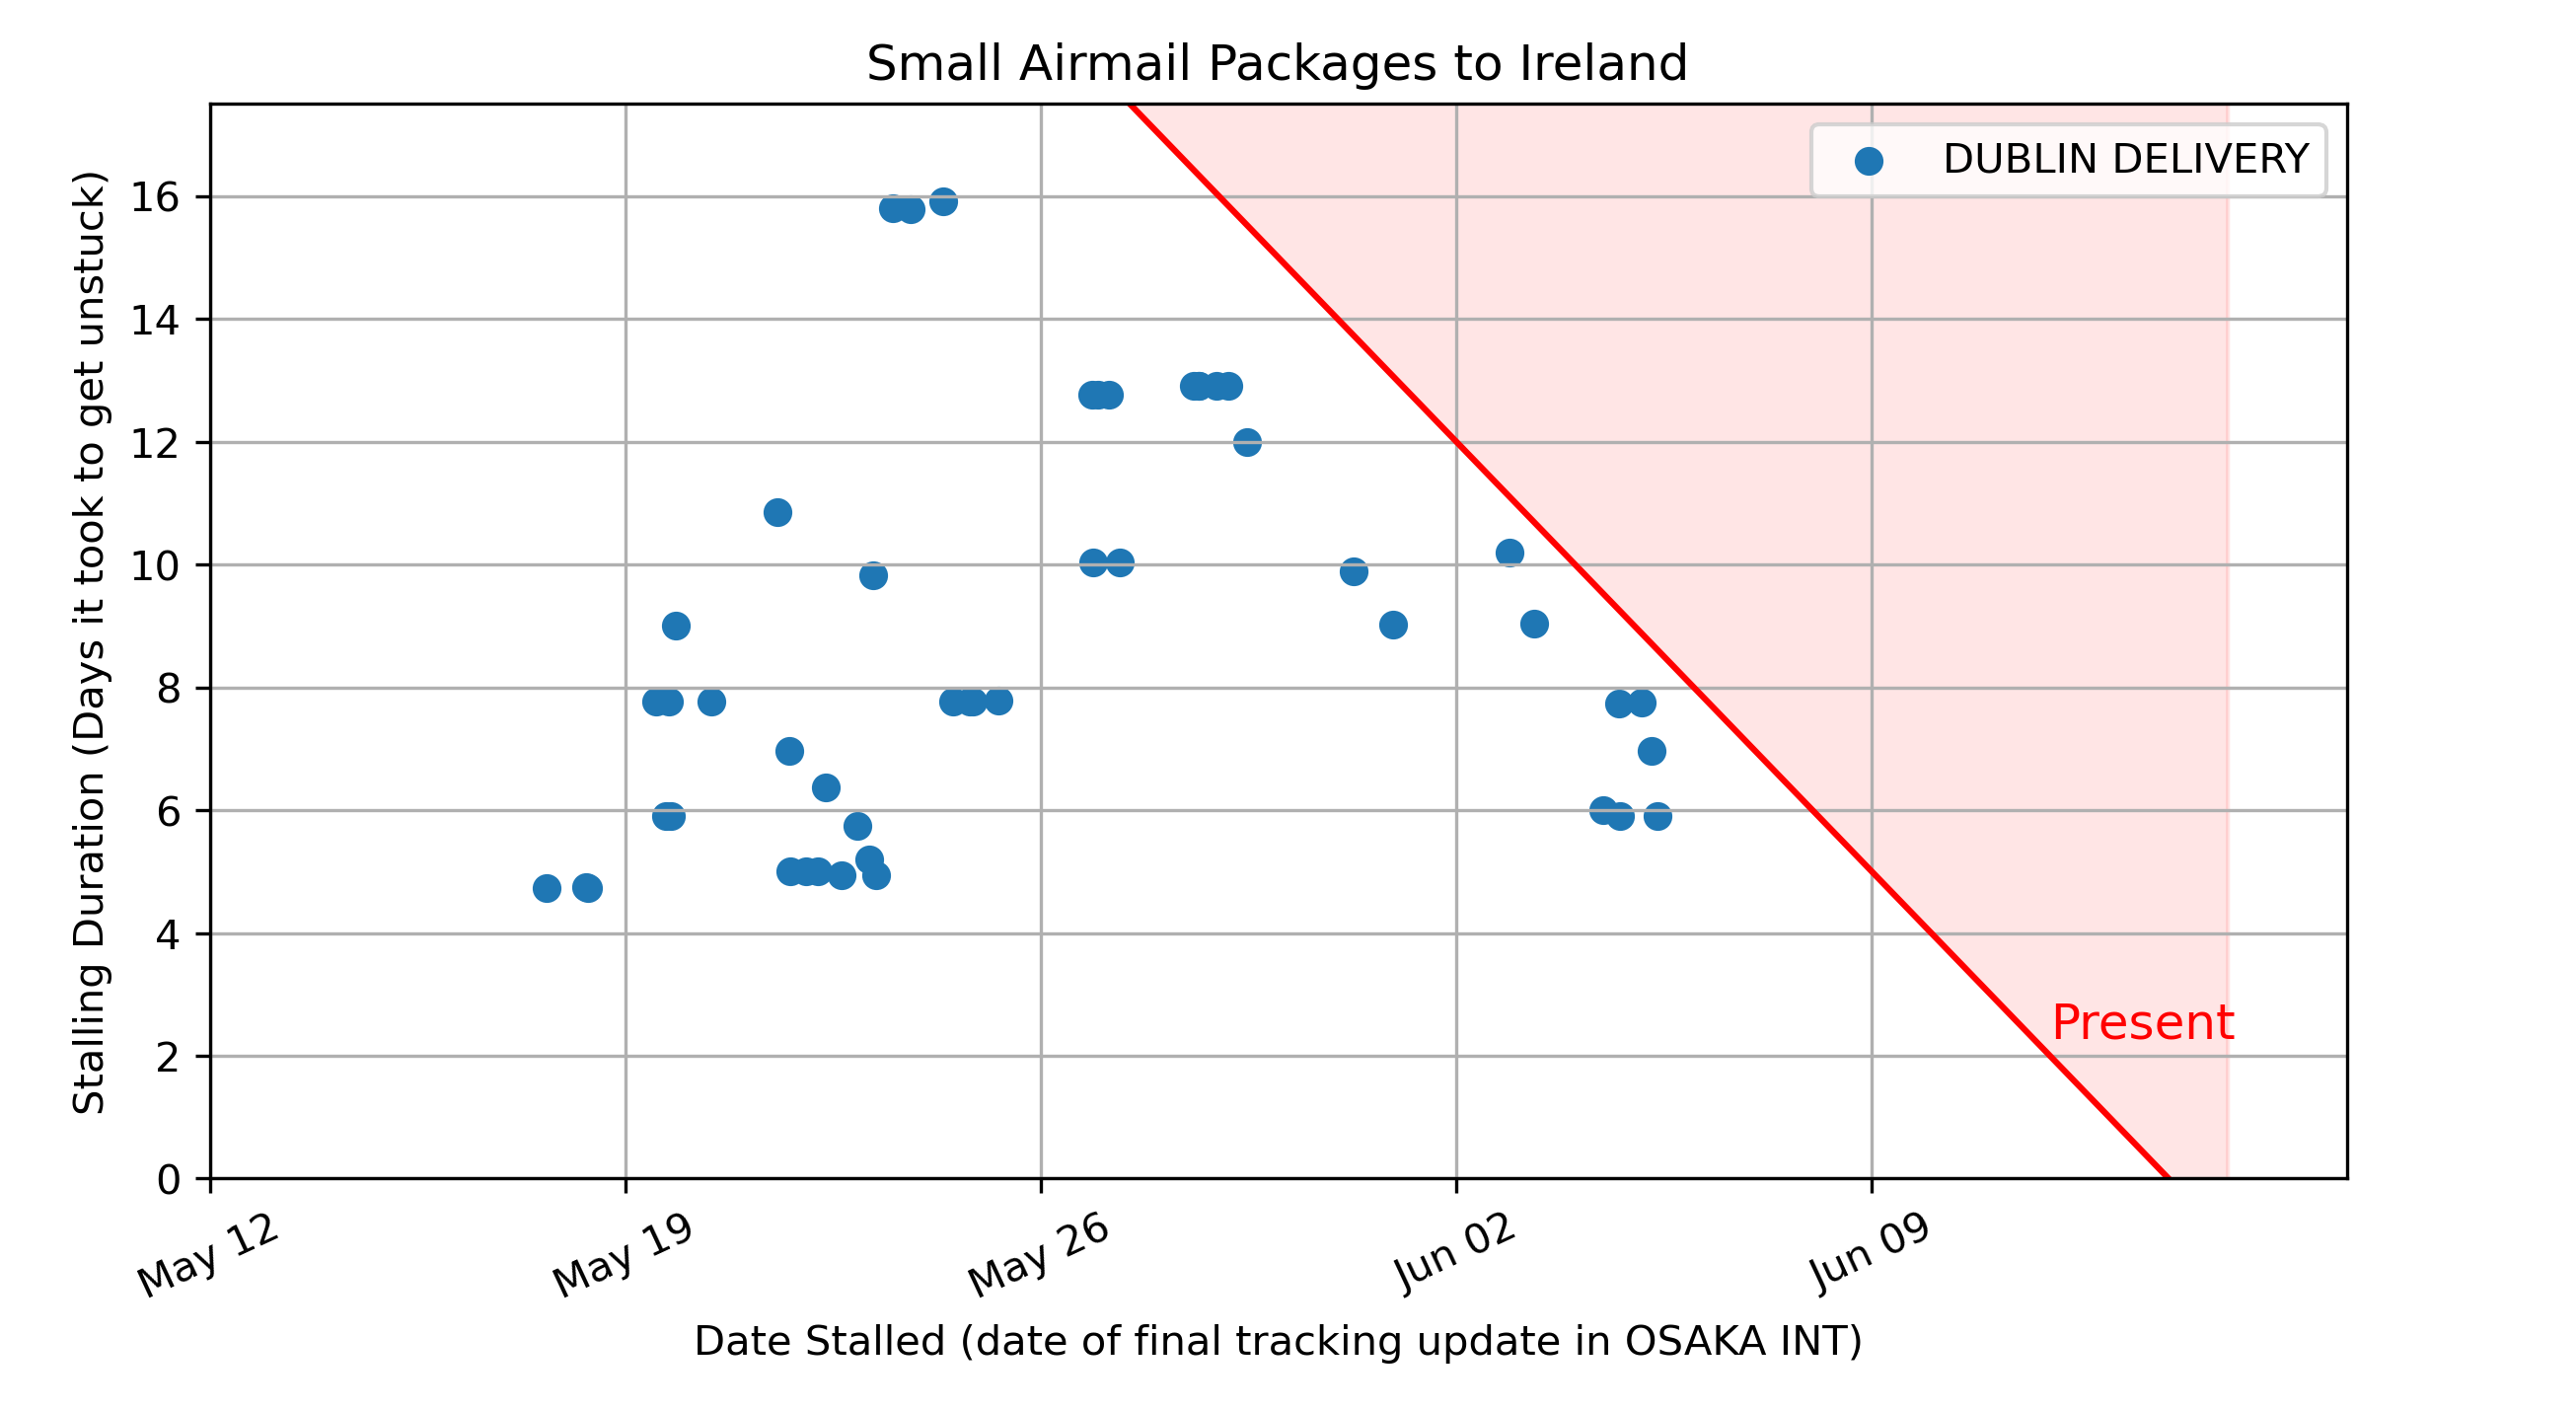 Small Airmail Packages to Ireland
DUBLIN DELIVERY
Stalling Duration (Days it took to get unstuck)
16
14
12
10
8
6
4
2
0
Present
May 12
May 19
May 26
Jun 02
Jun 09
Date Stalled (date of final tracking update in OSAKA INT)